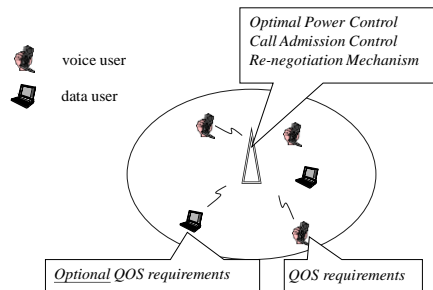 Optimal Power Control
Call Admission Control
Re-negotiation Mechanism
voice user
data user
Optional QOS requirements
QOS requirements